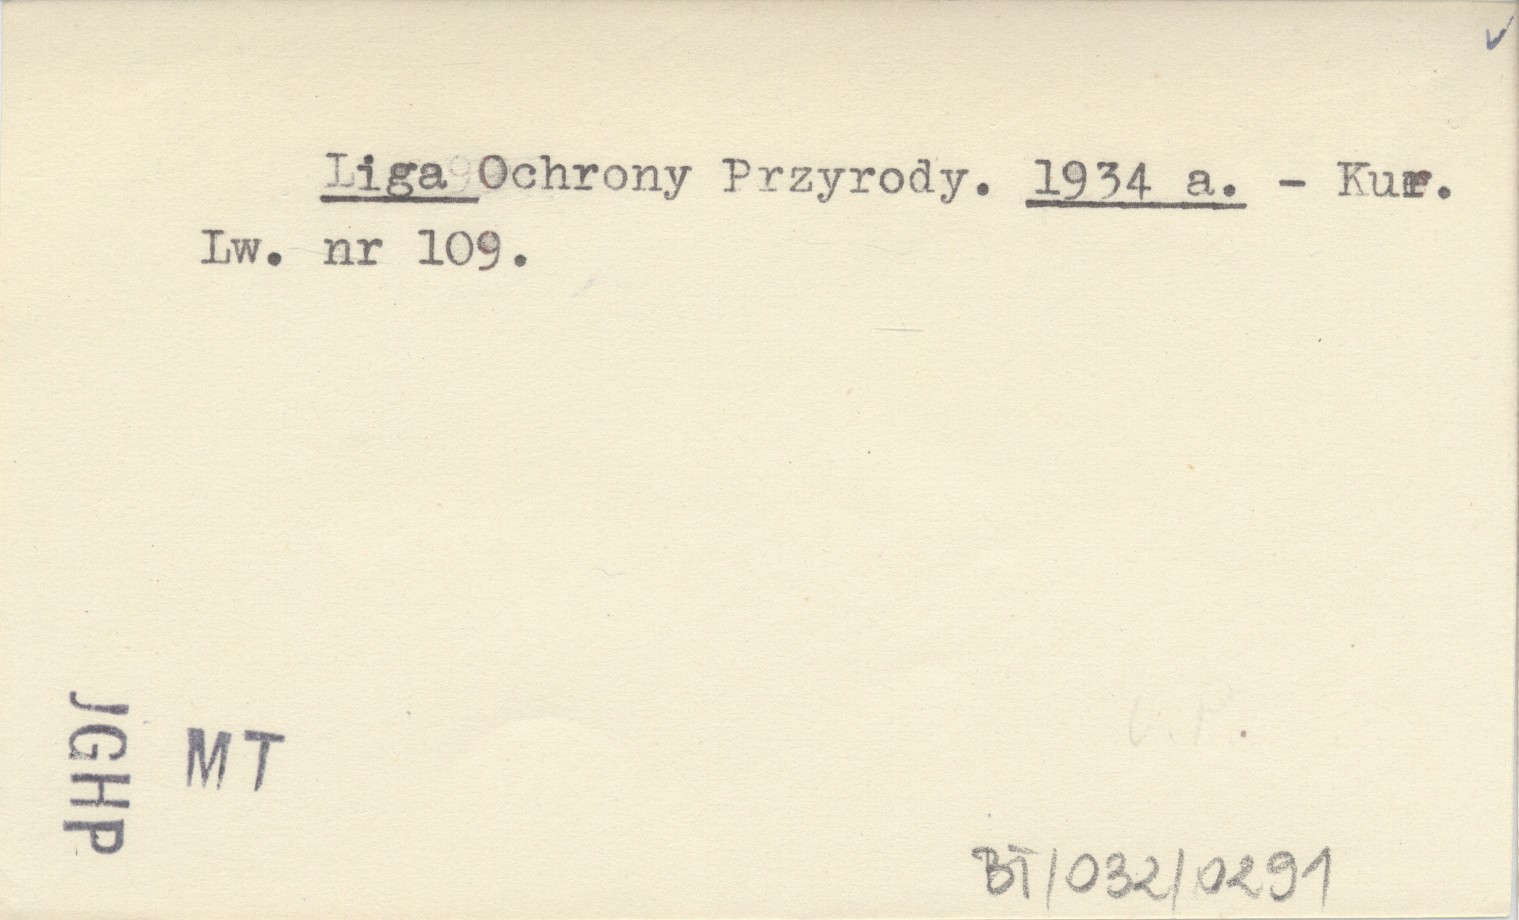 Liga Ochrony Przyrody. 1934 a. - Kur.
Lw. nr 109.
JGHP
MT
BT/032/0291